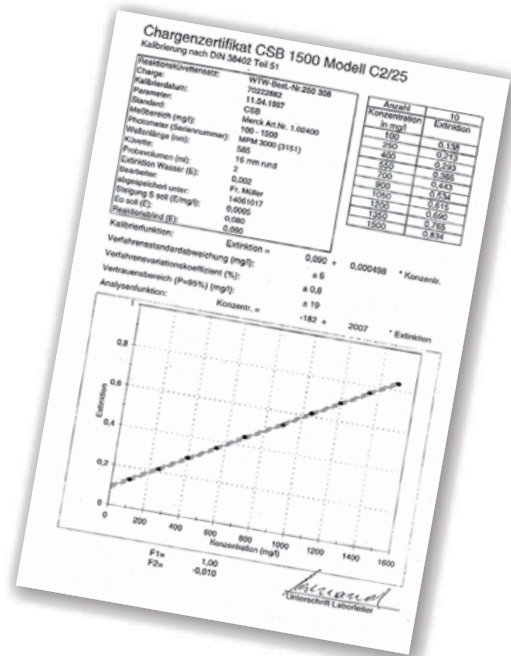 Chargenzertifikat CSB 1500 Modell C2/25
Kalibrierung nach DIN 38402 Teil 51
Reaktionsküvettensatz: WTW-Best.-Nr.250 308
Charge: 70222882
Kalibrierdatum: 11.04.1997
Parameter: CSB
Standard: Merck Art.Nr. 1.02400
Meßbereich (mg/l): 100 - 1500
Photometer (Seriennummer): MPM 3000 (3151)
Wellenlänge (nm): 585
Küvette: 16 mm rund
Probevolumen (ml): 2
Extinktion Wasser (E): 0,002
Bearbeiter: Fr. Müller
abgespeichert unter: 14061017
Steigung S soll (E/mg/l): 0,0005
Eo soll (E): 0,080
Reaktionsblind (E): 0,090
Anzahl 10
Konzentration in mg/l Extinktion
100 0,138
250 0,213
400 0,293
550 0,365
700 0,443
900 0,534
1050 0,615
1200 0,690
1350 0,765
1500 0,834
Kalibrierfunktion: Extinktion = 0,090 + 0,000498 * Konzentr.
Verfahrensstandardabweichung (mg/l): ± 6
Verfahrensvariationskoeffizient (%): ± 0,8
Vertrauensbereich (P=95%) (mg/l): ± 19
Analysenfunktion: Konzentr. = -182 + 2007 * Extinktion
1
0,8
0,6
0,4
0,2
0
Extinktion
0 200 400 600 800 1000 1200 1400 1600
Konzentration (mg/l)
F1= 1,00
F2= -0,010
Unterschrift Laborleiter